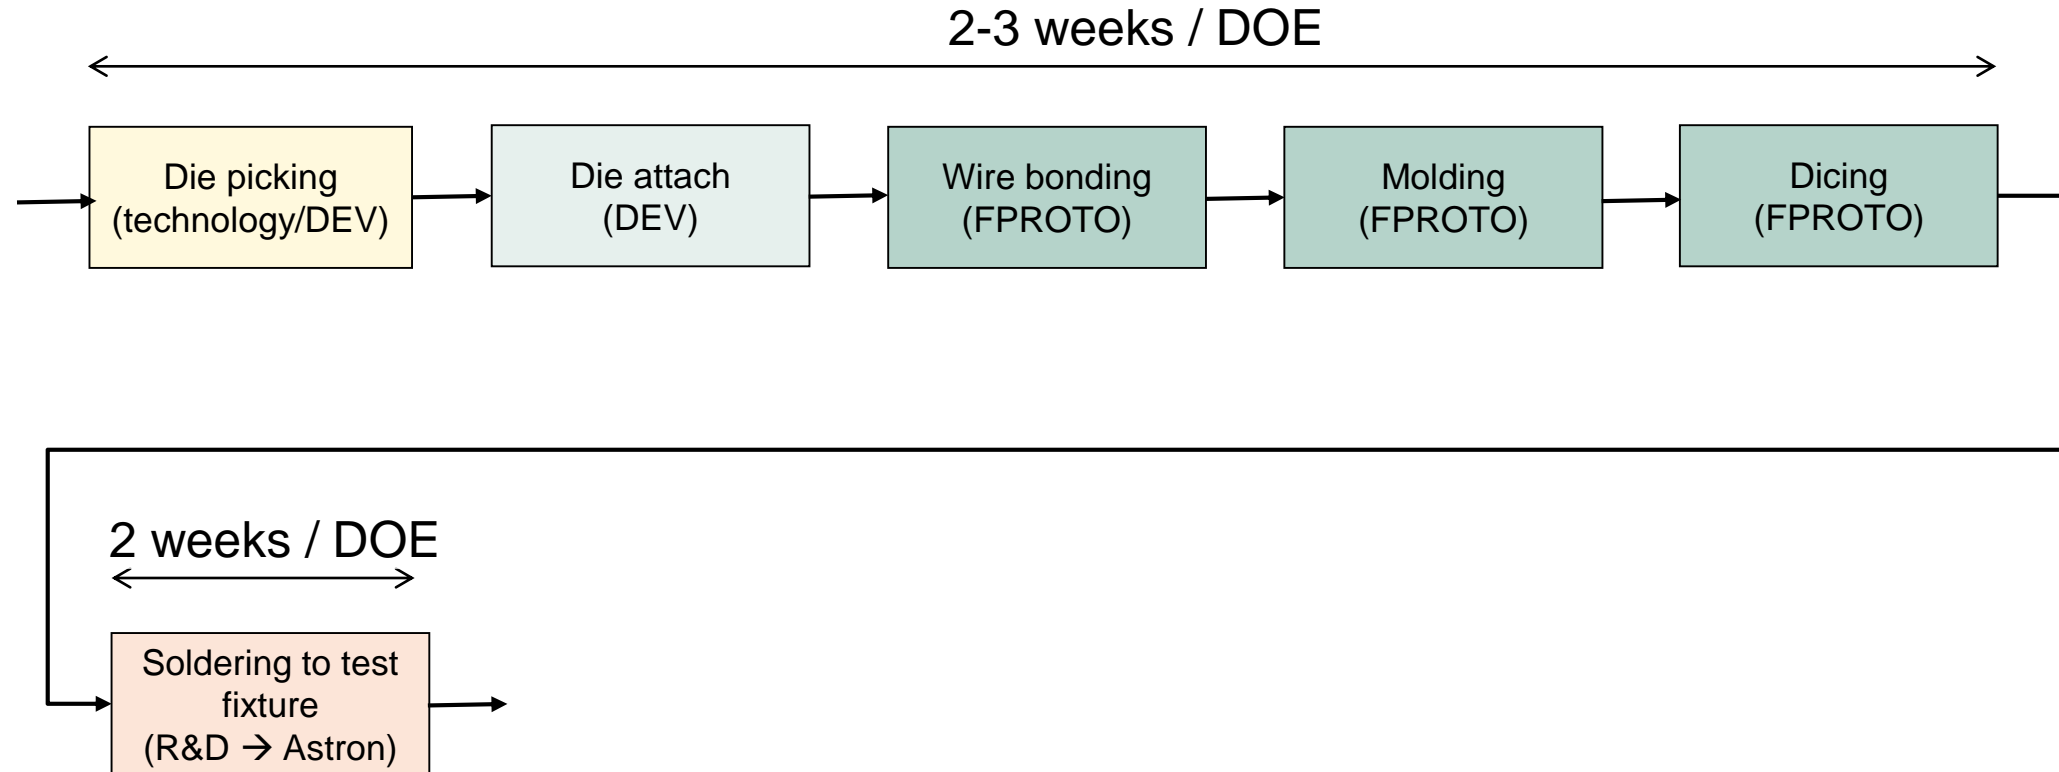 2-3 weeks / DOE
Die picking
(technology/DEV)
Die attach
(DEV)
Wire bonding
(FPROTO)
Molding
(FPROTO)
Dicing
(FPROTO)
2 weeks / DOE
Soldering to test
fixture
(R&D → Astron)